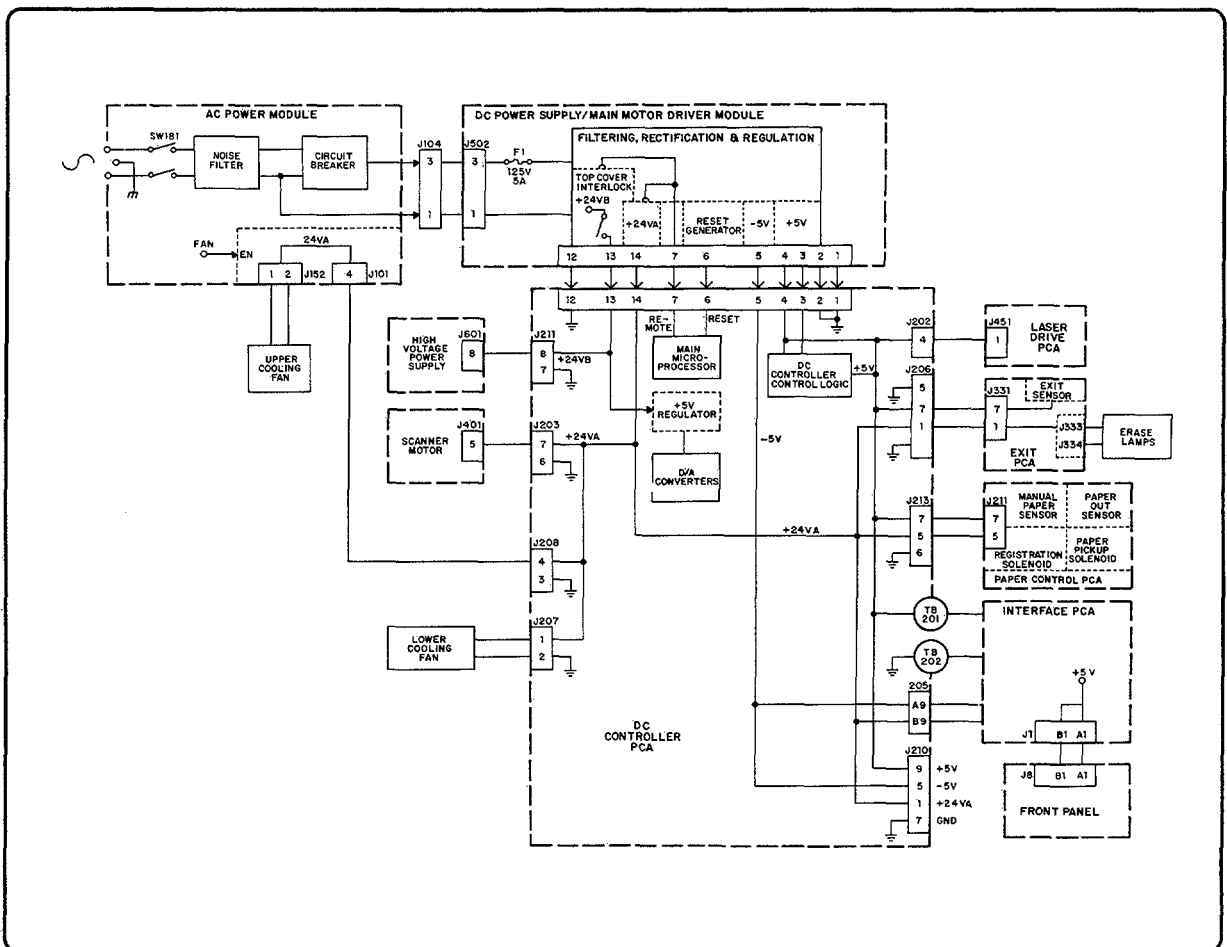 AC POWER MODULE
SW181
NOISE
FILTER
CIRCUIT
BREAKER
J104
3
1
FAN
EN
24VA
1 2
J152
4
J101
UPPER
COOLING
FAN
DC POWER SUPPLY/MAIN MOTOR DRIVER MODULE
J502
3
1
F1
125V
5A
FILTERING, RECTIFICATION & REGULATION
TOP COVER
INTERLOCK
+24VB
+24VA
RESET
GENERATOR
-5V
+5V
12 13 14 7 6 5 4 3 2 1
12 13 14 7 6 5 4 3 2 1
RE-
MOTE
RESET
MAIN
MICRO-
PROCESSOR
DC
CONTROLLER
CONTROL LOGIC
+5V
+5V
REGULATOR
D/A
CONVERTERS
-5V
HIGH
VOLTAGE
POWER
SUPPLY
J601
8
J211
8
7
+24VB
SCANNER
MOTOR
J401
5
J203
7
6
+24VA
+24VA
J208
4
3
LOWER
COOLING
FAN
J207
1
2
DC
CONTROLLER
PCA
J202
4
J451
1
LASER
DRIVE
PCA
J206
5
7
1
J331
7
1
EXIT
SENSOR
J333
J334
EXIT
PCA
ERASE
LAMPS
J213
7
5
6
J211
7
5
MANUAL
PAPER
SENSOR
PAPER
OUT
SENSOR
REGISTRATION
SOLENOID
PAPER
PICKUP
SOLENOID
PAPER CONTROL PCA
TB
201
TB
202
INTERFACE PCA
+5V
205
A9
B9
J1
B1 A1
J210
9 +5V
5 -5V
1 +24VA
7 GND
J8
B1 A1
FRONT PANEL